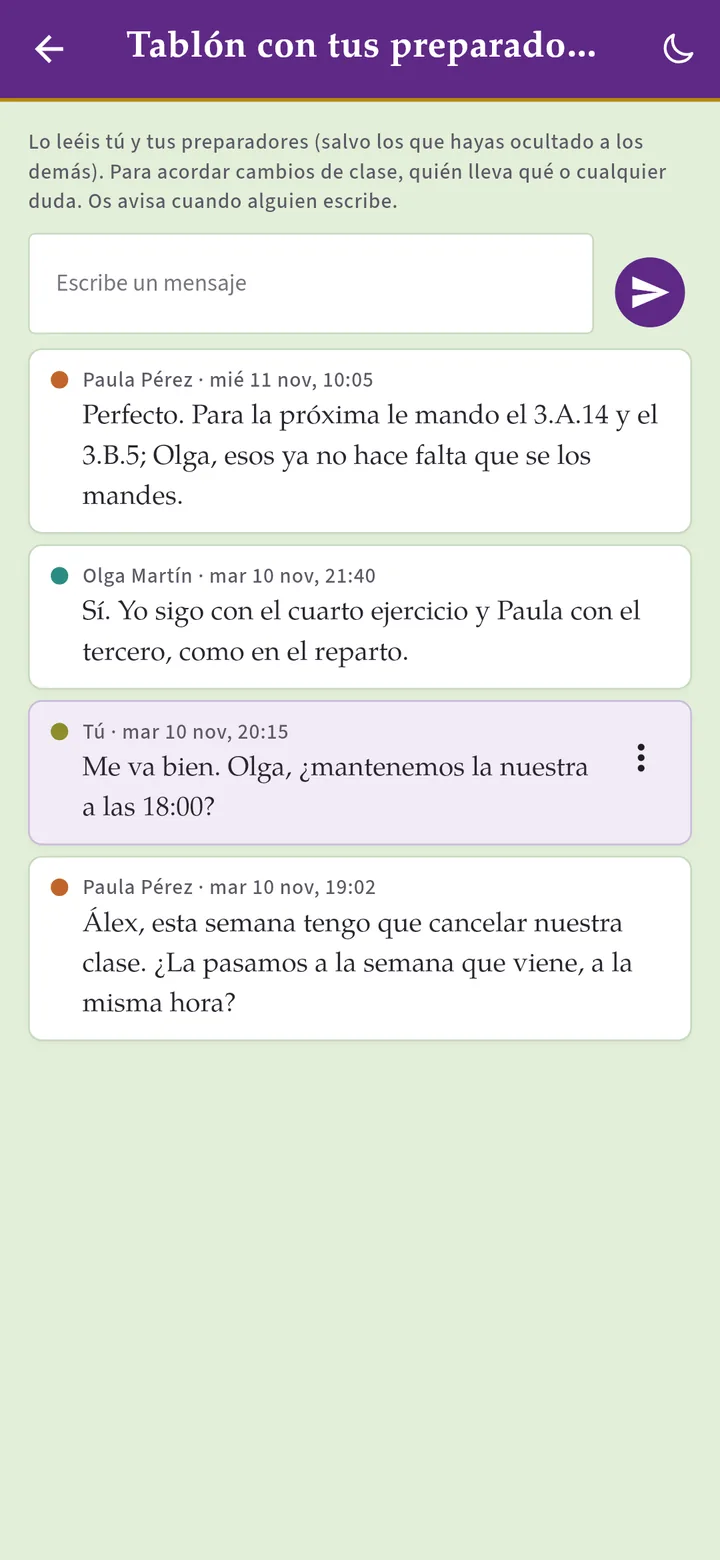 Tablón con tus preparado...
Lo leéis tú y tus preparadores (salvo los que hayas ocultado a los
demás). Para acordar cambios de clase, quién lleva qué o cualquier
duda. Os avisa cuando alguien escribe.
Escribe un mensaje
Paula Pérez · mié 11 nov, 10:05
Perfecto. Para la próxima le mando el 3.A.14 y el
3.B.5; Olga, esos ya no hace falta que se los
mandes.
Olga Martín · mar 10 nov, 21:40
Sí. Yo sigo con el cuarto ejercicio y Paula con el
tercero, como en el reparto.
Tú · mar 10 nov, 20:15
Me va bien. Olga, ¿mantenemos la nuestra
a las 18:00?
Paula Pérez · mar 10 nov, 19:02
Álex, esta semana tengo que cancelar nuestra
clase. ¿La pasamos a la semana que viene, a la
misma hora?